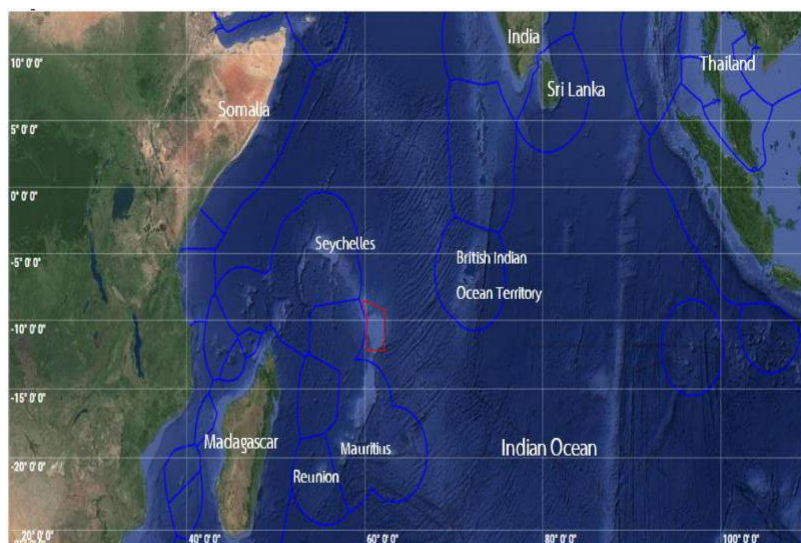 India
10° 0' 0"
Thailand
Sri Lanka
Somalia
5° 0' 0"
0° 0' 0"
Seychelles
-5° 0' 0"
British Indian
Ocean Territory
-10° 0' 0"
-15° 0' 0"
Madagascar
Mauritius
Indian Ocean
-20° 0' 0"
Reunion
40° 0' 0"
60° 0' 0"
80° 0' 0"
100° 0' 0"